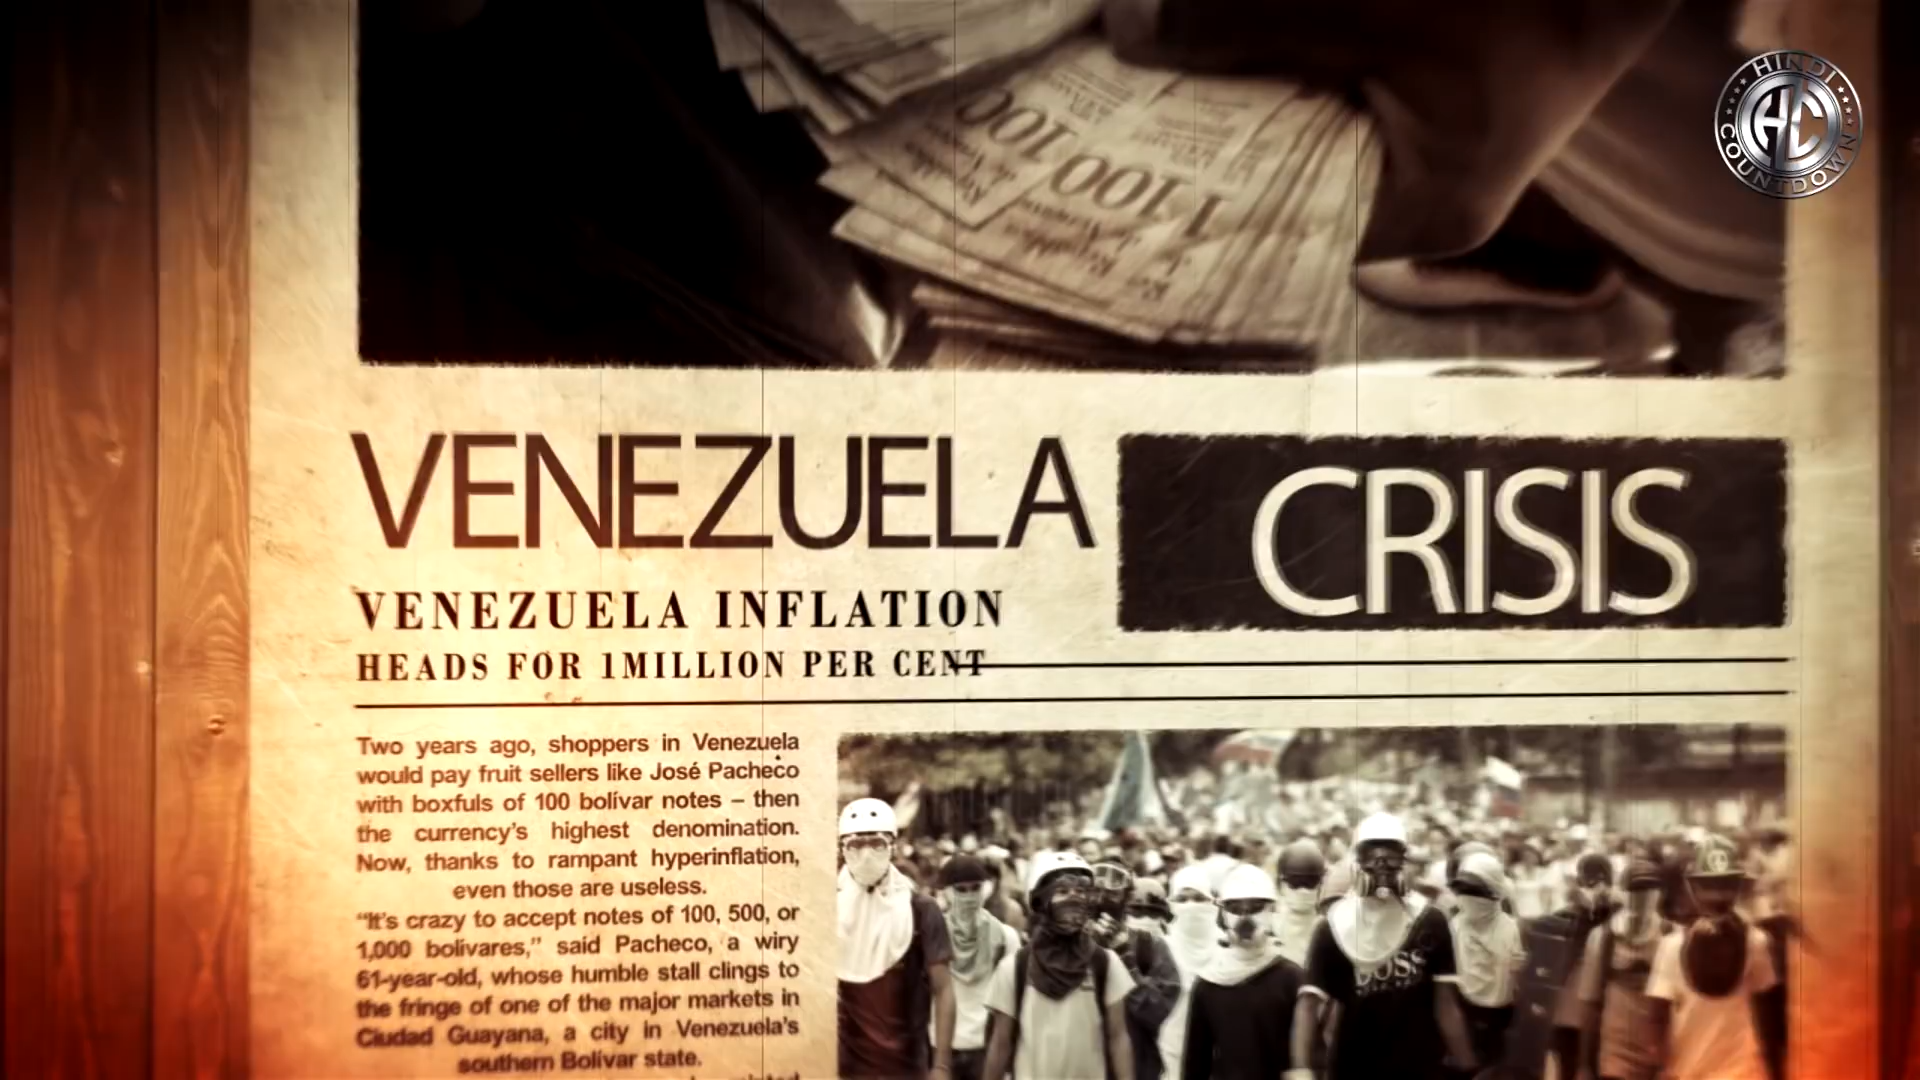 HINDI
HC
COUNTDOWN
100 100
1100
VENEZUELA CRISIS
VENEZUELA INFLATION
HEADS FOR 1MILLION PER CENT
Two years ago, shoppers in Venezuela
would pay fruit sellers like José Pacheco
with boxfuls of 100 bolívar notes – then
the currency's highest denomination.
Now, thanks to rampant hyperinflation,
even those are useless.
“It's crazy to accept notes of 100, 500, or
1,000 bolivares,” said Pacheco, a wiry
61-year-old, whose humble stall clings to
the fringe of one of the major markets in
Ciudad Guayana, a city in Venezuela's
southern Bolívar state.
BOSS